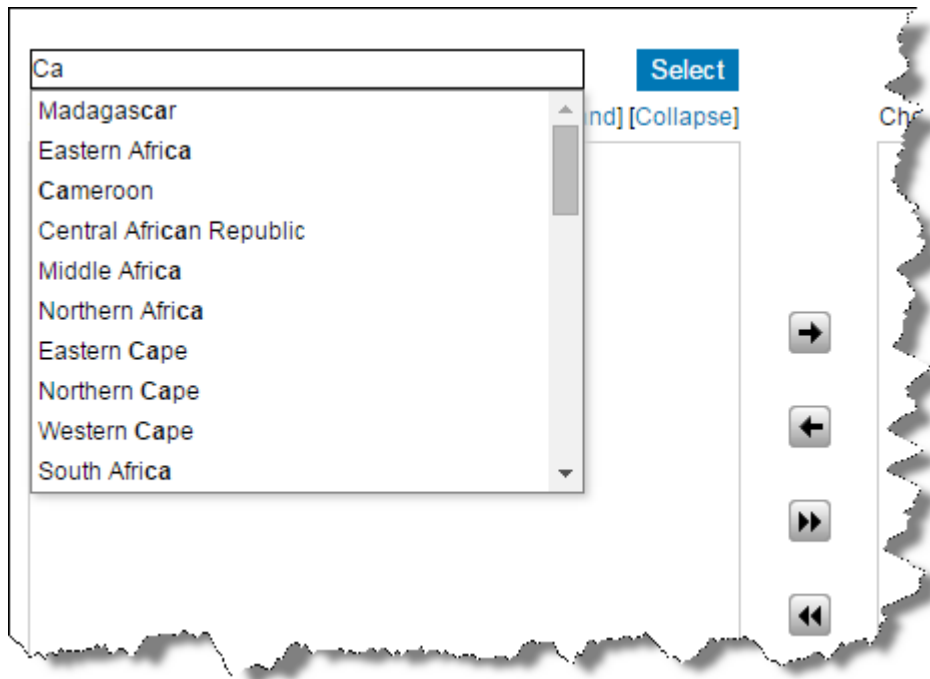 Ca
Select
nd] [Collapse]
Madagascar
Eastern Africa
Cameroon
Central African Republic
Middle Africa
Northern Africa
Eastern Cape
Northern Cape
Western Cape
South Africa